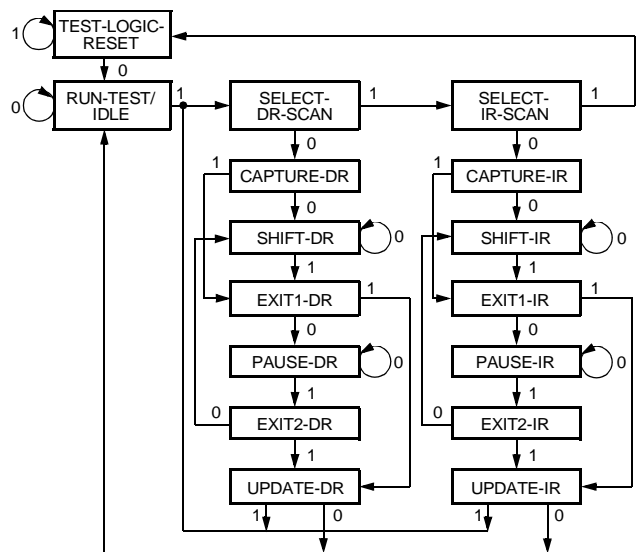 1
TEST-LOGIC-
RESET
0
0
RUN-TEST/
IDLE
1
SELECT-
DR-SCAN
1
SELECT-
IR-SCAN
1
0
0
1
CAPTURE-DR
1
CAPTURE-IR
0
0
SHIFT-DR
0
SHIFT-IR
0
1
1
EXIT1-DR
1
EXIT1-IR
1
0
0
PAUSE-DR
0
PAUSE-IR
0
1
1
0
EXIT2-DR
0
EXIT2-IR
1
1
UPDATE-DR
UPDATE-IR
1
0
1
0